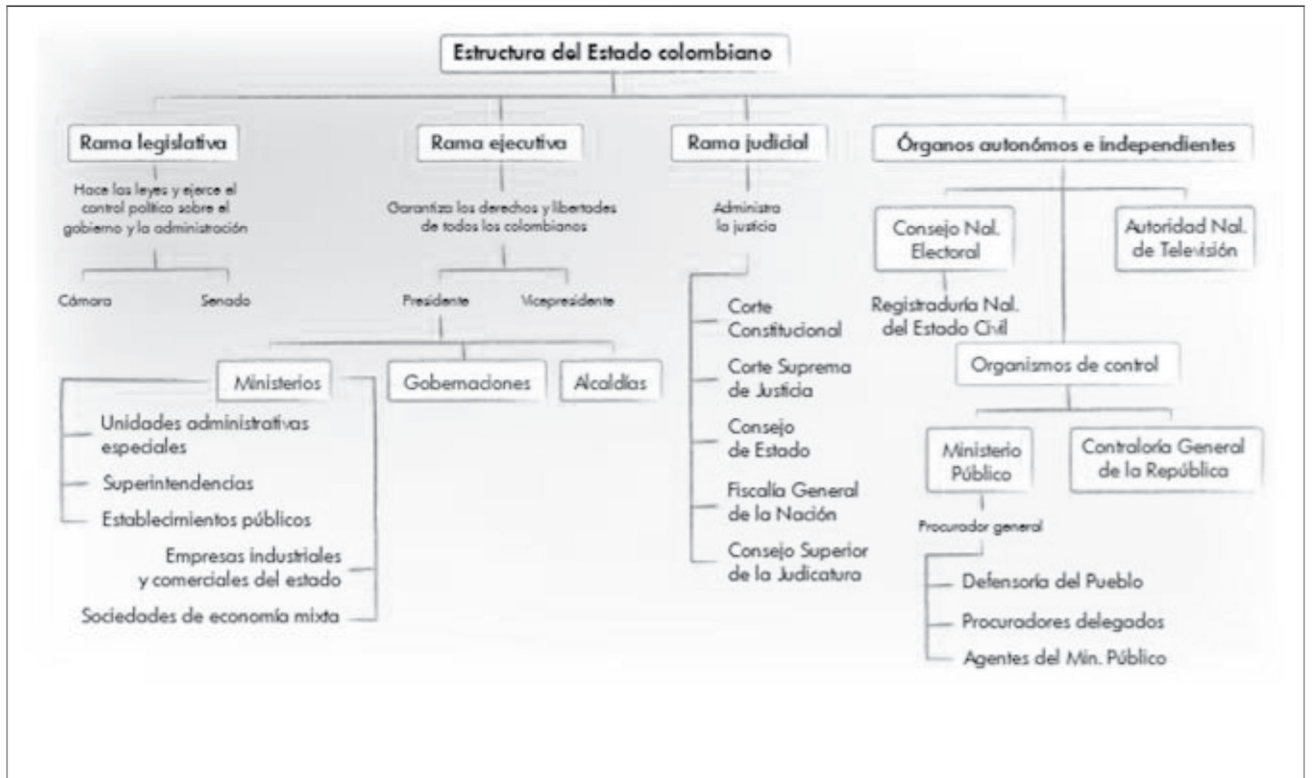 Estructura del Estado colombiano
Rama legislativa
Hace las leyes y ejerce el
control político sobre el
gobierno y la administración
Cámara
Senado
Rama ejecutiva
Garantiza los derechos y libertades
de todos los colombianos
Presidente
Vicepresidente
Ministerios
Gobernaciones
Alcaldías
Unidades administrativas
especiales
Superintendencias
Establecimientos públicos
Empresas industriales
y comerciales del estado
Sociedades de economía mixta
Rama judicial
Administra
la justicia
Corte
Constitucional
Corte Suprema
de Justicia
Consejo
de Estado
Fiscalía General
de la Nación
Consejo Superior
de la Judicatura
Órganos autonómos e independientes
Consejo Nal.
Electoral
Registraduría Nal.
del Estado Civil
Autoridad Nal.
de Televisión
Organismos de control
Ministerio
Público
Procurador general
Defensoría del Pueblo
Procuradores delegados
Agentes del Mín. Público
Contraloría General
de la República